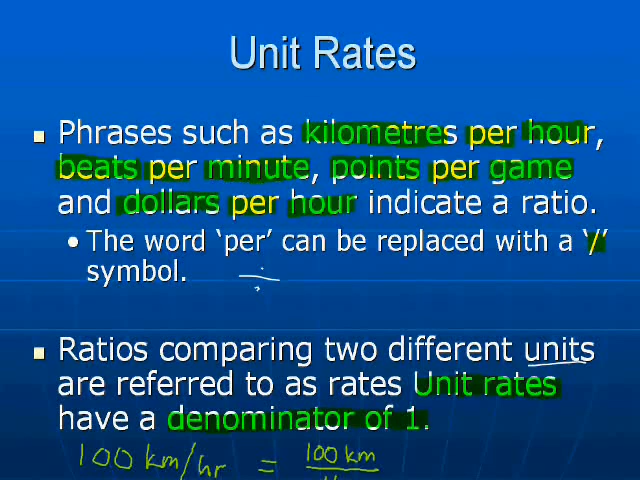 Unit Rates
Phrases such as kilometres per hour,
beats per minute, points per game
and dollars per hour indicate a ratio.
The word ‘per’ can be replaced with a ‘/’
symbol. ÷
Ratios comparing two different units
are referred to as rates Unit rates
have a denominator of 1.
100 km/hr = 100 km